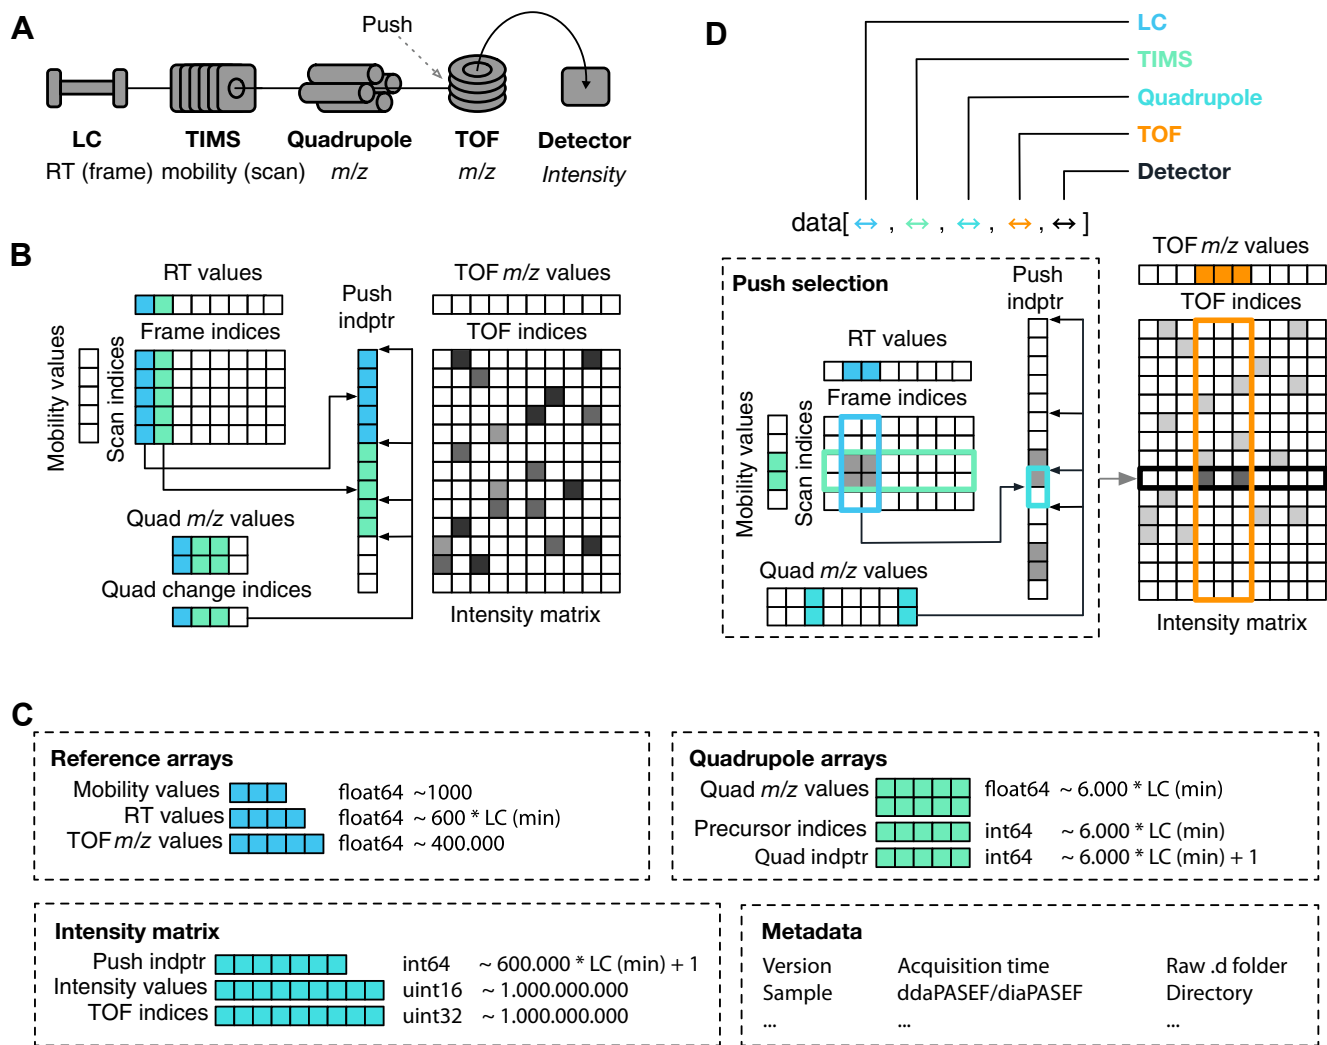 A
Push
LC
TIMS
Quadrupole
TOF
Detector
RT (frame)
mobility (scan)
m/z
m/z
Intensity
B
RT values
TOF m/z values
Push
indptr
Frame indices
TOF indices
Mobility values
Scan indices
Quad m/z values
Quad change indices
Intensity matrix
D
LC
TIMS
Quadrupole
TOF
Detector
data[ ↔ , ↔ , ↔ , ↔ , ↔ ]
TOF m/z values
Push selection
Push
indptr
TOF indices
RT values
Frame indices
Mobility values
Scan indices
Quad m/z values
Intensity matrix
C
Reference arrays
Mobility values float64 ~1000
RT values float64 ~ 600 * LC (min)
TOF m/z values float64 ~ 400.000
Quadrupole arrays
Quad m/z values float64 ~ 6.000 * LC (min)
Precursor indices int64 ~ 6.000 * LC (min)
Quad indptr int64 ~ 6.000 * LC (min) + 1
Intensity matrix
Push indptr int64 ~ 600.000 * LC (min) + 1
Intensity values uint16 ~ 1.000.000.000
TOF indices uint32 ~ 1.000.000.000
Metadata
Version Acquisition time Raw .d folder
Sample ddaPASEF/diaPASEF Directory
... ... ...